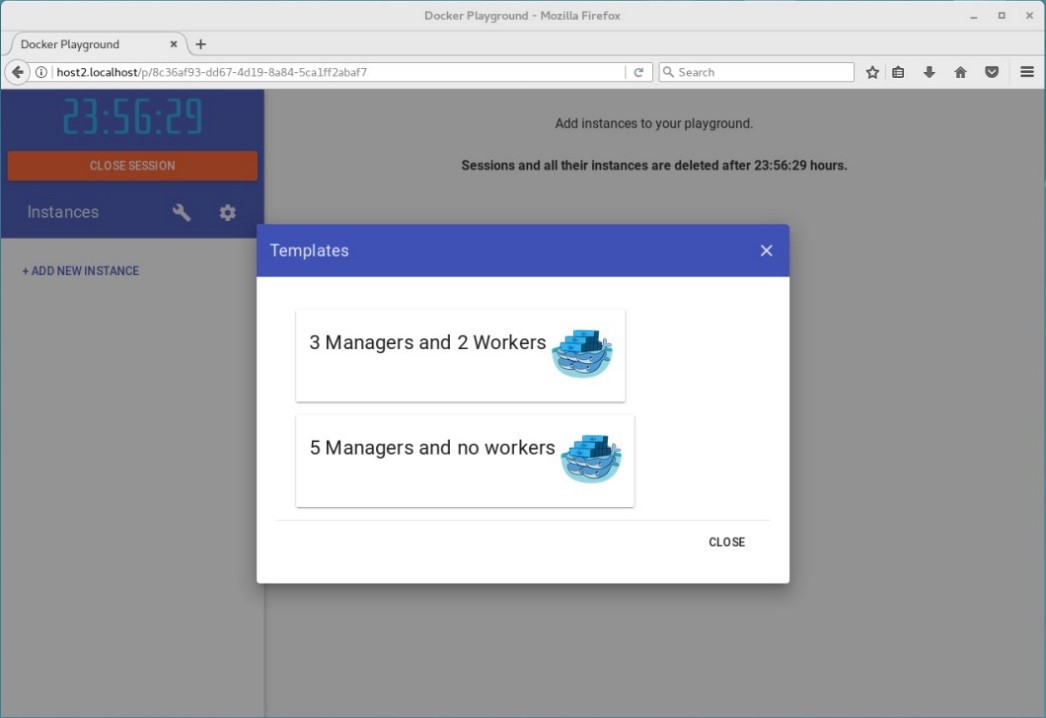 Docker Playground - Mozilla Firefox
Docker Playground
host2.localhost/p/8c36af93-dd67-4d19-8a84-5ca1ff2abaf7
Search
23:56:29
CLOSE SESSION
Instances
+ ADD NEW INSTANCE
Add instances to your playground.
Sessions and all their instances are deleted after 23:56:29 hours.
Templates
3 Managers and 2 Workers
5 Managers and no workers
CLOSE